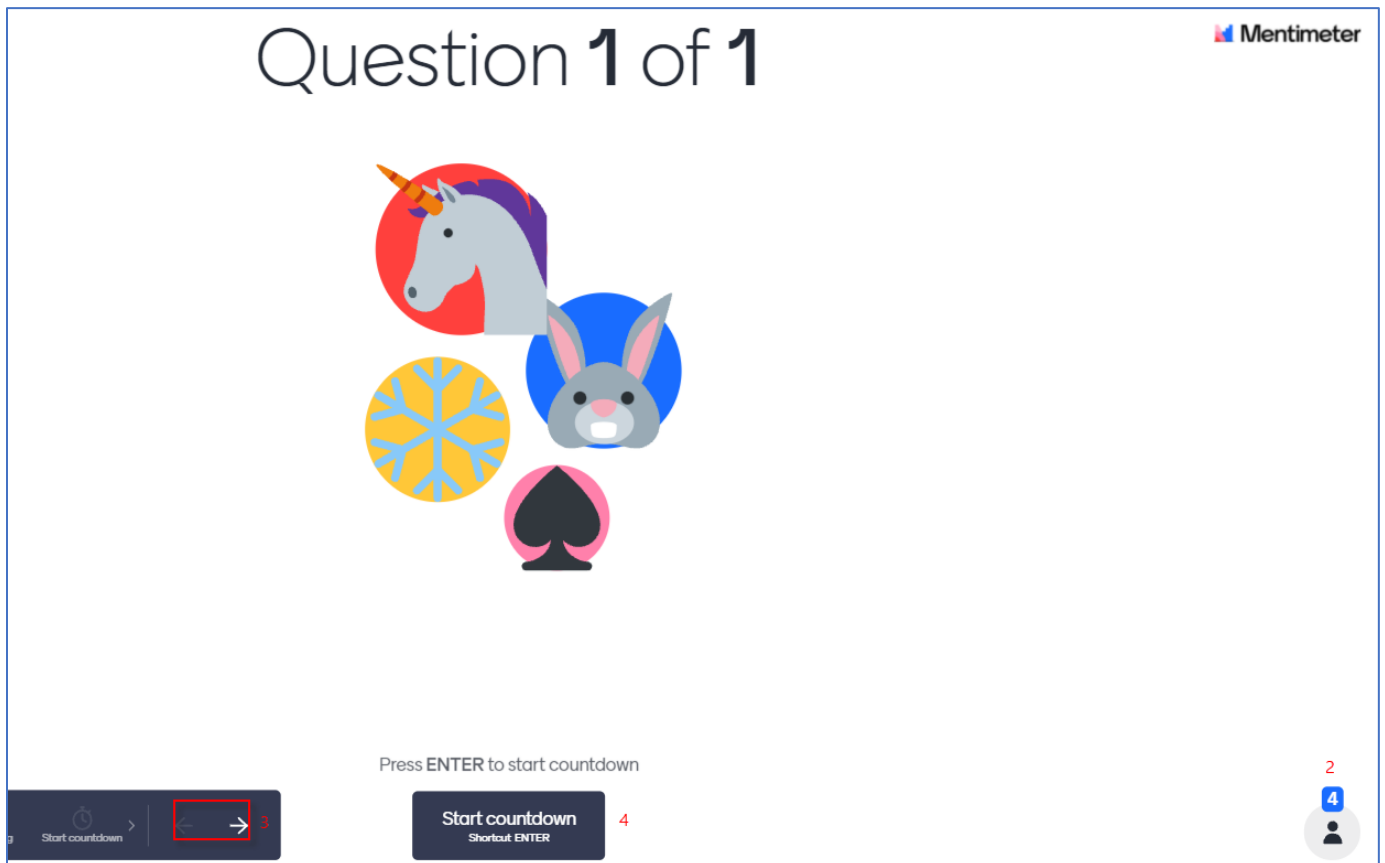 Question 1 of 1
Mentimeter
Press ENTER to start countdown
2
4
g
Start countdown
3
Start countdown
Shortcut ENTER
4